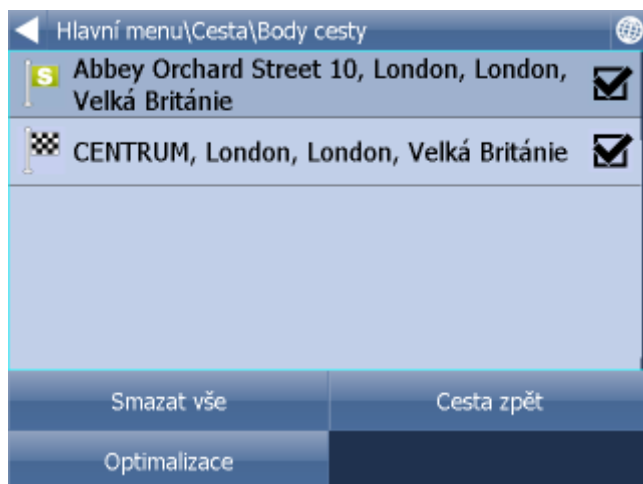 Hlavní menu\Cesta\Body cesty
S
Abbey Orchard Street 10, London, London,
Velká Británie
CENTRUM, London, London, Velká Británie
Smazat vše
Cesta zpět
Optimalizace